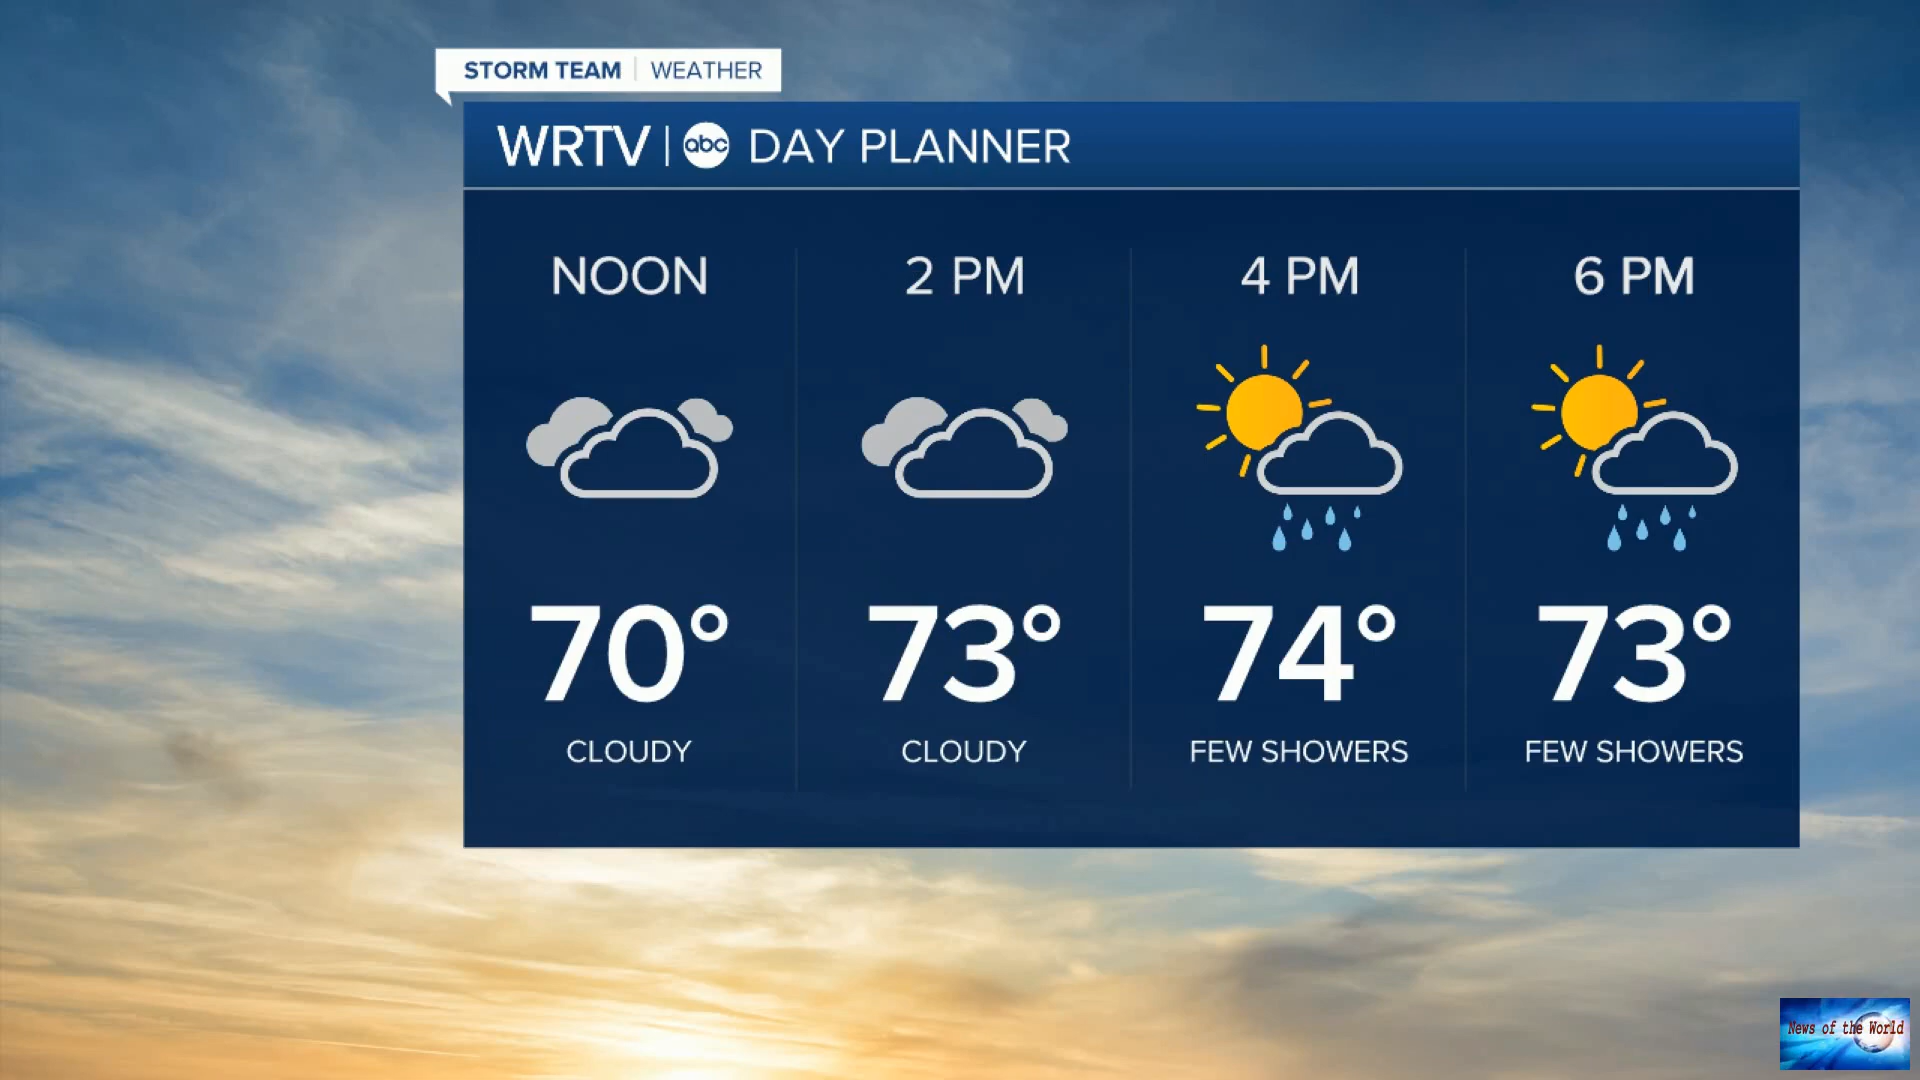 STORM TEAM | WEATHER
WRTV | abc DAY PLANNER
NOON 2 PM 4 PM 6 PM
70° 73° 74° 73°
CLOUDY CLOUDY FEW SHOWERS FEW SHOWERS
News of the World